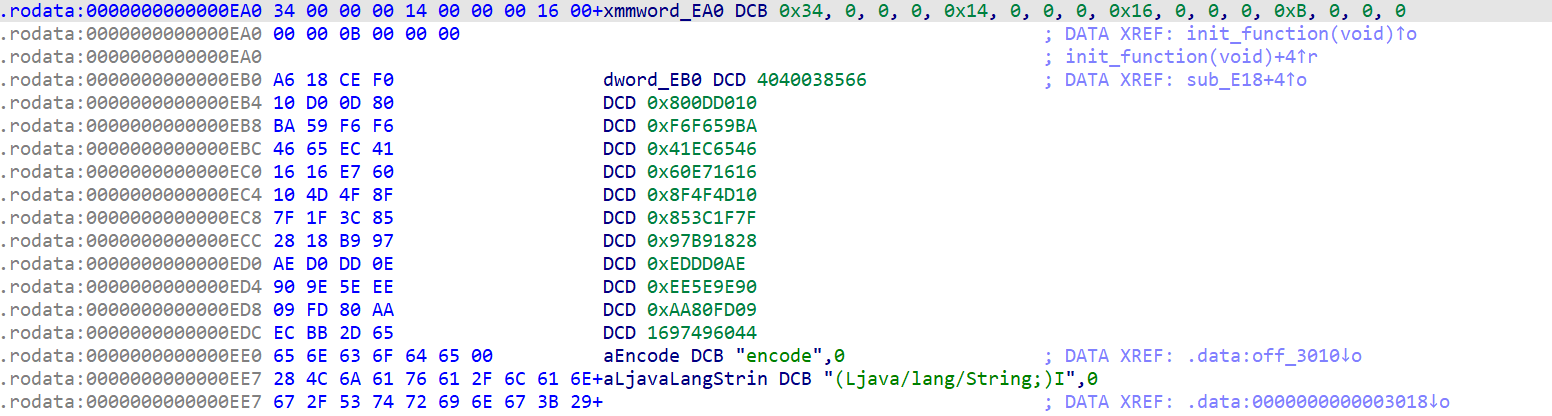 .rodata:0000000000000EA0 34 00 00 00 14 00 00 00 16 00+xmmword_EA0 DCB 0x34, 0, 0, 0, 0x14, 0, 0, 0, 0x16, 0, 0, 0, 0xB, 0, 0, 0
.rodata:0000000000000EA0 00 00 0B 00 00 00 ; DATA XREF: init_function(void)↑o
.rodata:0000000000000EA0 ; init_function(void)+4↑r
.rodata:0000000000000EB0 A6 18 CE F0 dword_EB0 DCD 4040038566 ; DATA XREF: sub_E18+4↑o
.rodata:0000000000000EB4 10 D0 0D 80 DCD 0x800DD010
.rodata:0000000000000EB8 BA 59 F6 F6 DCD 0xF6F659BA
.rodata:0000000000000EBC 46 65 EC 41 DCD 0x41EC6546
.rodata:0000000000000EC0 16 16 E7 60 DCD 0x60E71616
.rodata:0000000000000EC4 10 4D 4F 8F DCD 0x8F4F4D10
.rodata:0000000000000EC8 7F 1F 3C 85 DCD 0x853C1F7F
.rodata:0000000000000ECC 28 18 B9 97 DCD 0x97B91828
.rodata:0000000000000ED0 AE D0 DD 0E DCD 0xEDDD0AE
.rodata:0000000000000ED4 90 9E 5E EE DCD 0xEE5E9E90
.rodata:0000000000000ED8 09 FD 80 AA DCD 0xAA80FD09
.rodata:0000000000000EDC EC BB 2D 65 DCD 1697496044
.rodata:0000000000000EE0 65 6E 63 6F 64 65 00 aEncode DCB "encode",0 ; DATA XREF: .data:off_3010↓o
.rodata:0000000000000EE7 28 4C 6A 61 76 61 2F 6C 61 6E+aLjavaLangStrin DCB "(Ljava/lang/String;)I",0
.rodata:0000000000000EE7 67 2F 53 74 72 69 6E 67 3B 29+ ; DATA XREF: .data:0000000000003018↓o